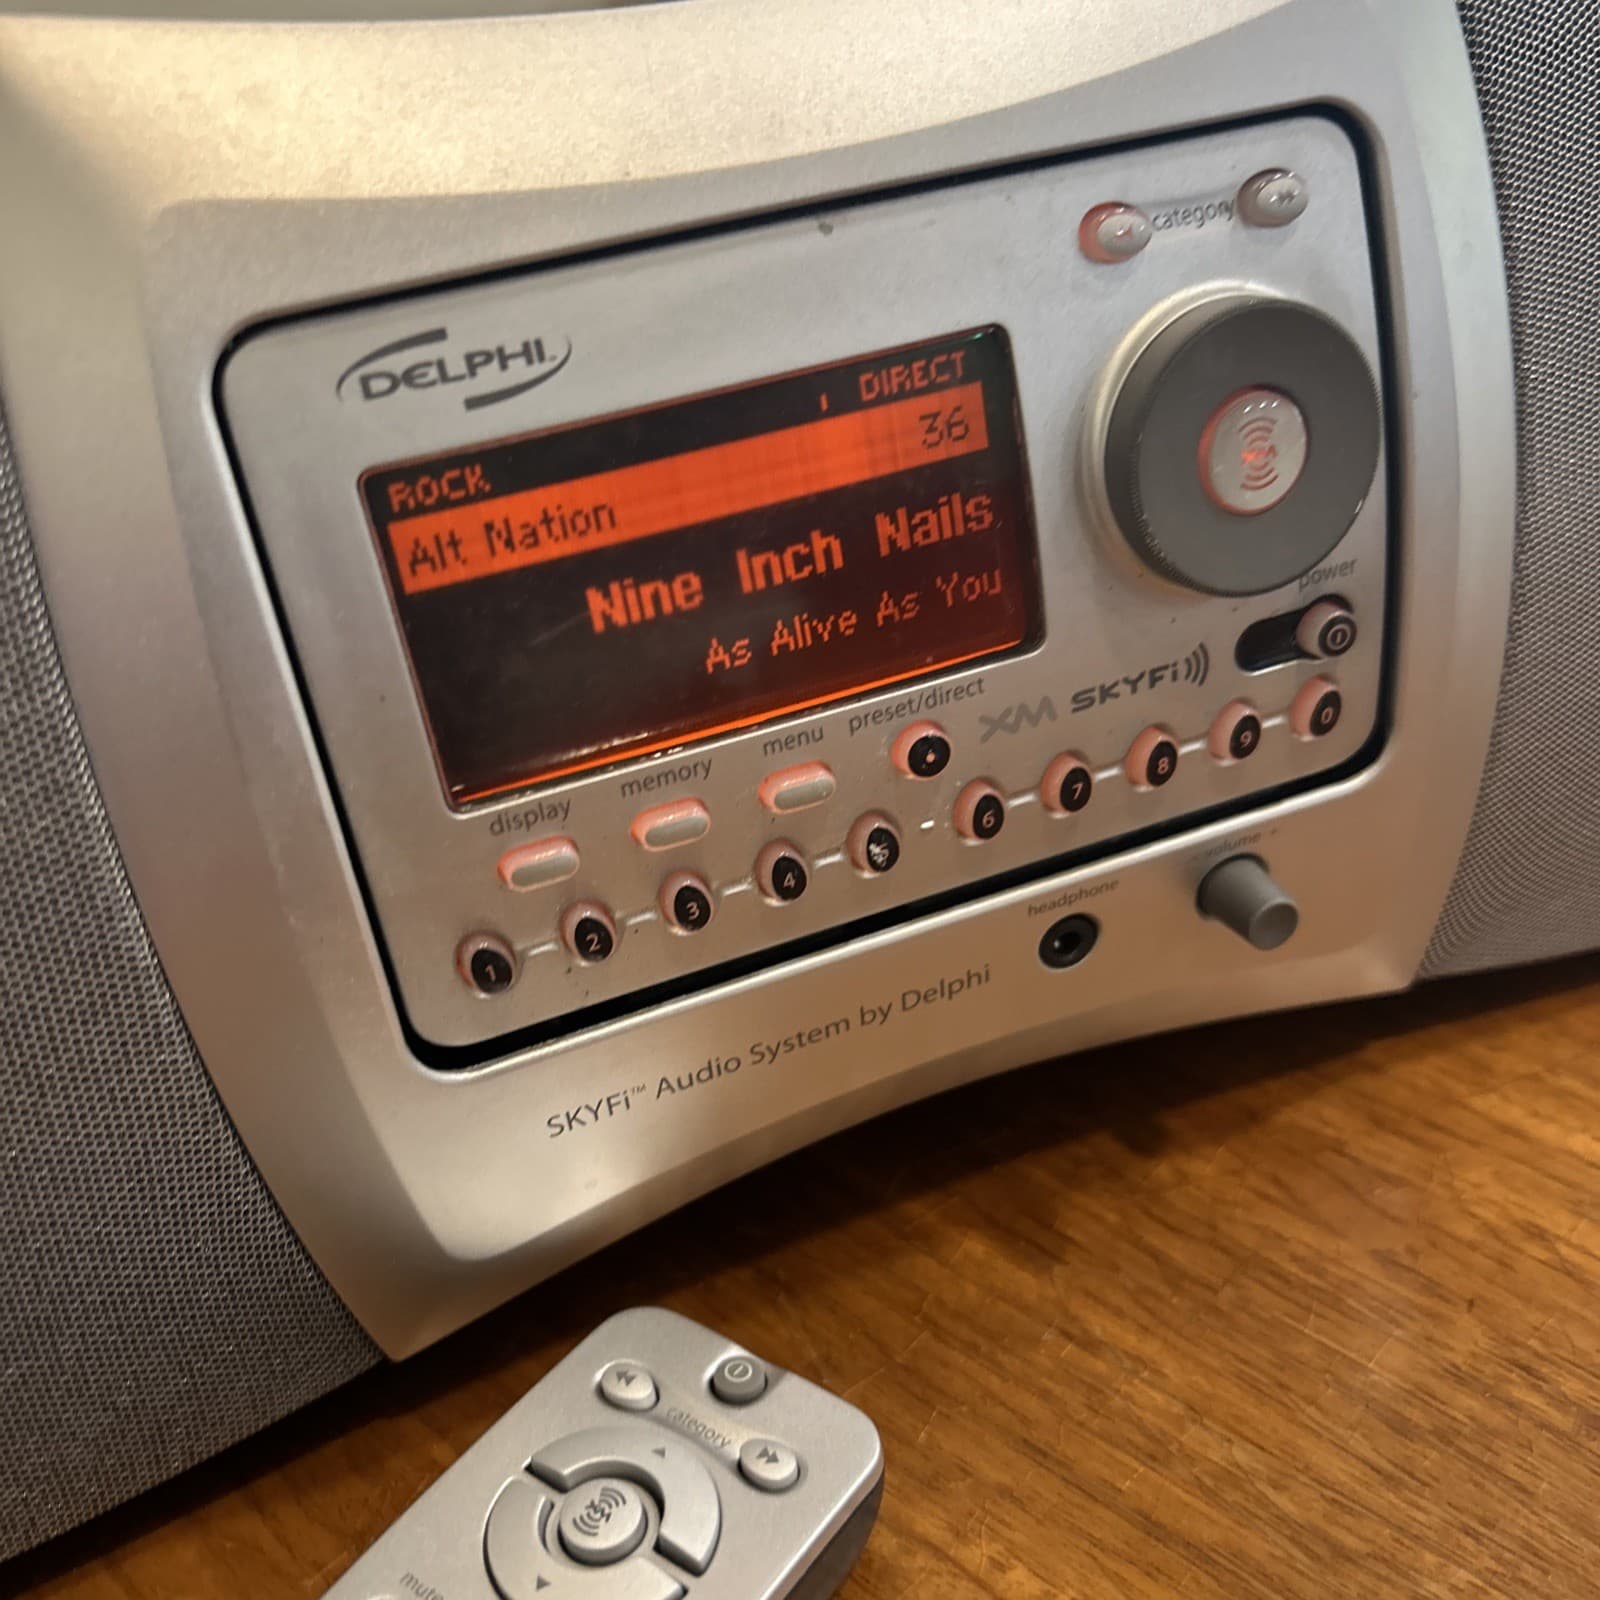 category
DELPHI
DIRECT
ROCK
36
Alt Nation
Nine Inch Nails
As Alive As You
power
XM SKYFi
display
memory
menu
preset/direct
1
2
3
4
5
6
7
8
9
0
headphone
- volume +
SKYFi™ Audio System by Delphi
category
mute